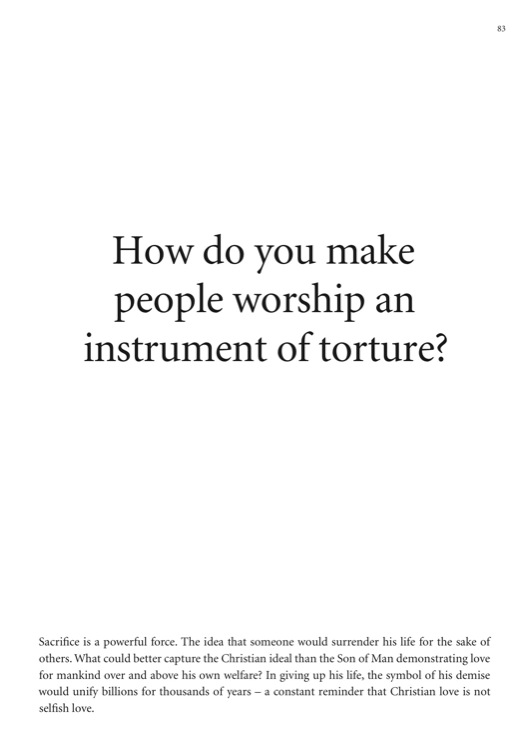 83
How do you make
people worship an
instrument of torture?
Sacrifice is a powerful force. The idea that someone would surrender his life for the sake of
others. What could better capture the Christian ideal than the Son of Man demonstrating love
for mankind over and above his own welfare? In giving up his life, the symbol of his demise
would unify billions for thousands of years – a constant reminder that Christian love is not
selfish love.